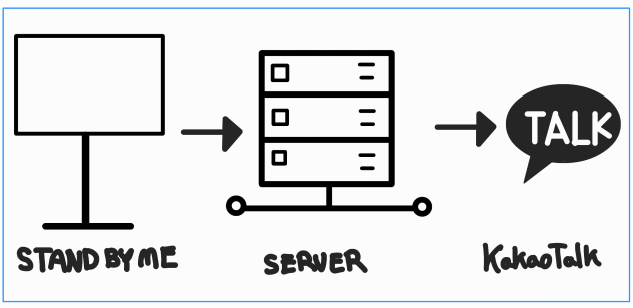 TALK
STAND BY ME
SERVER
KakaoTalk